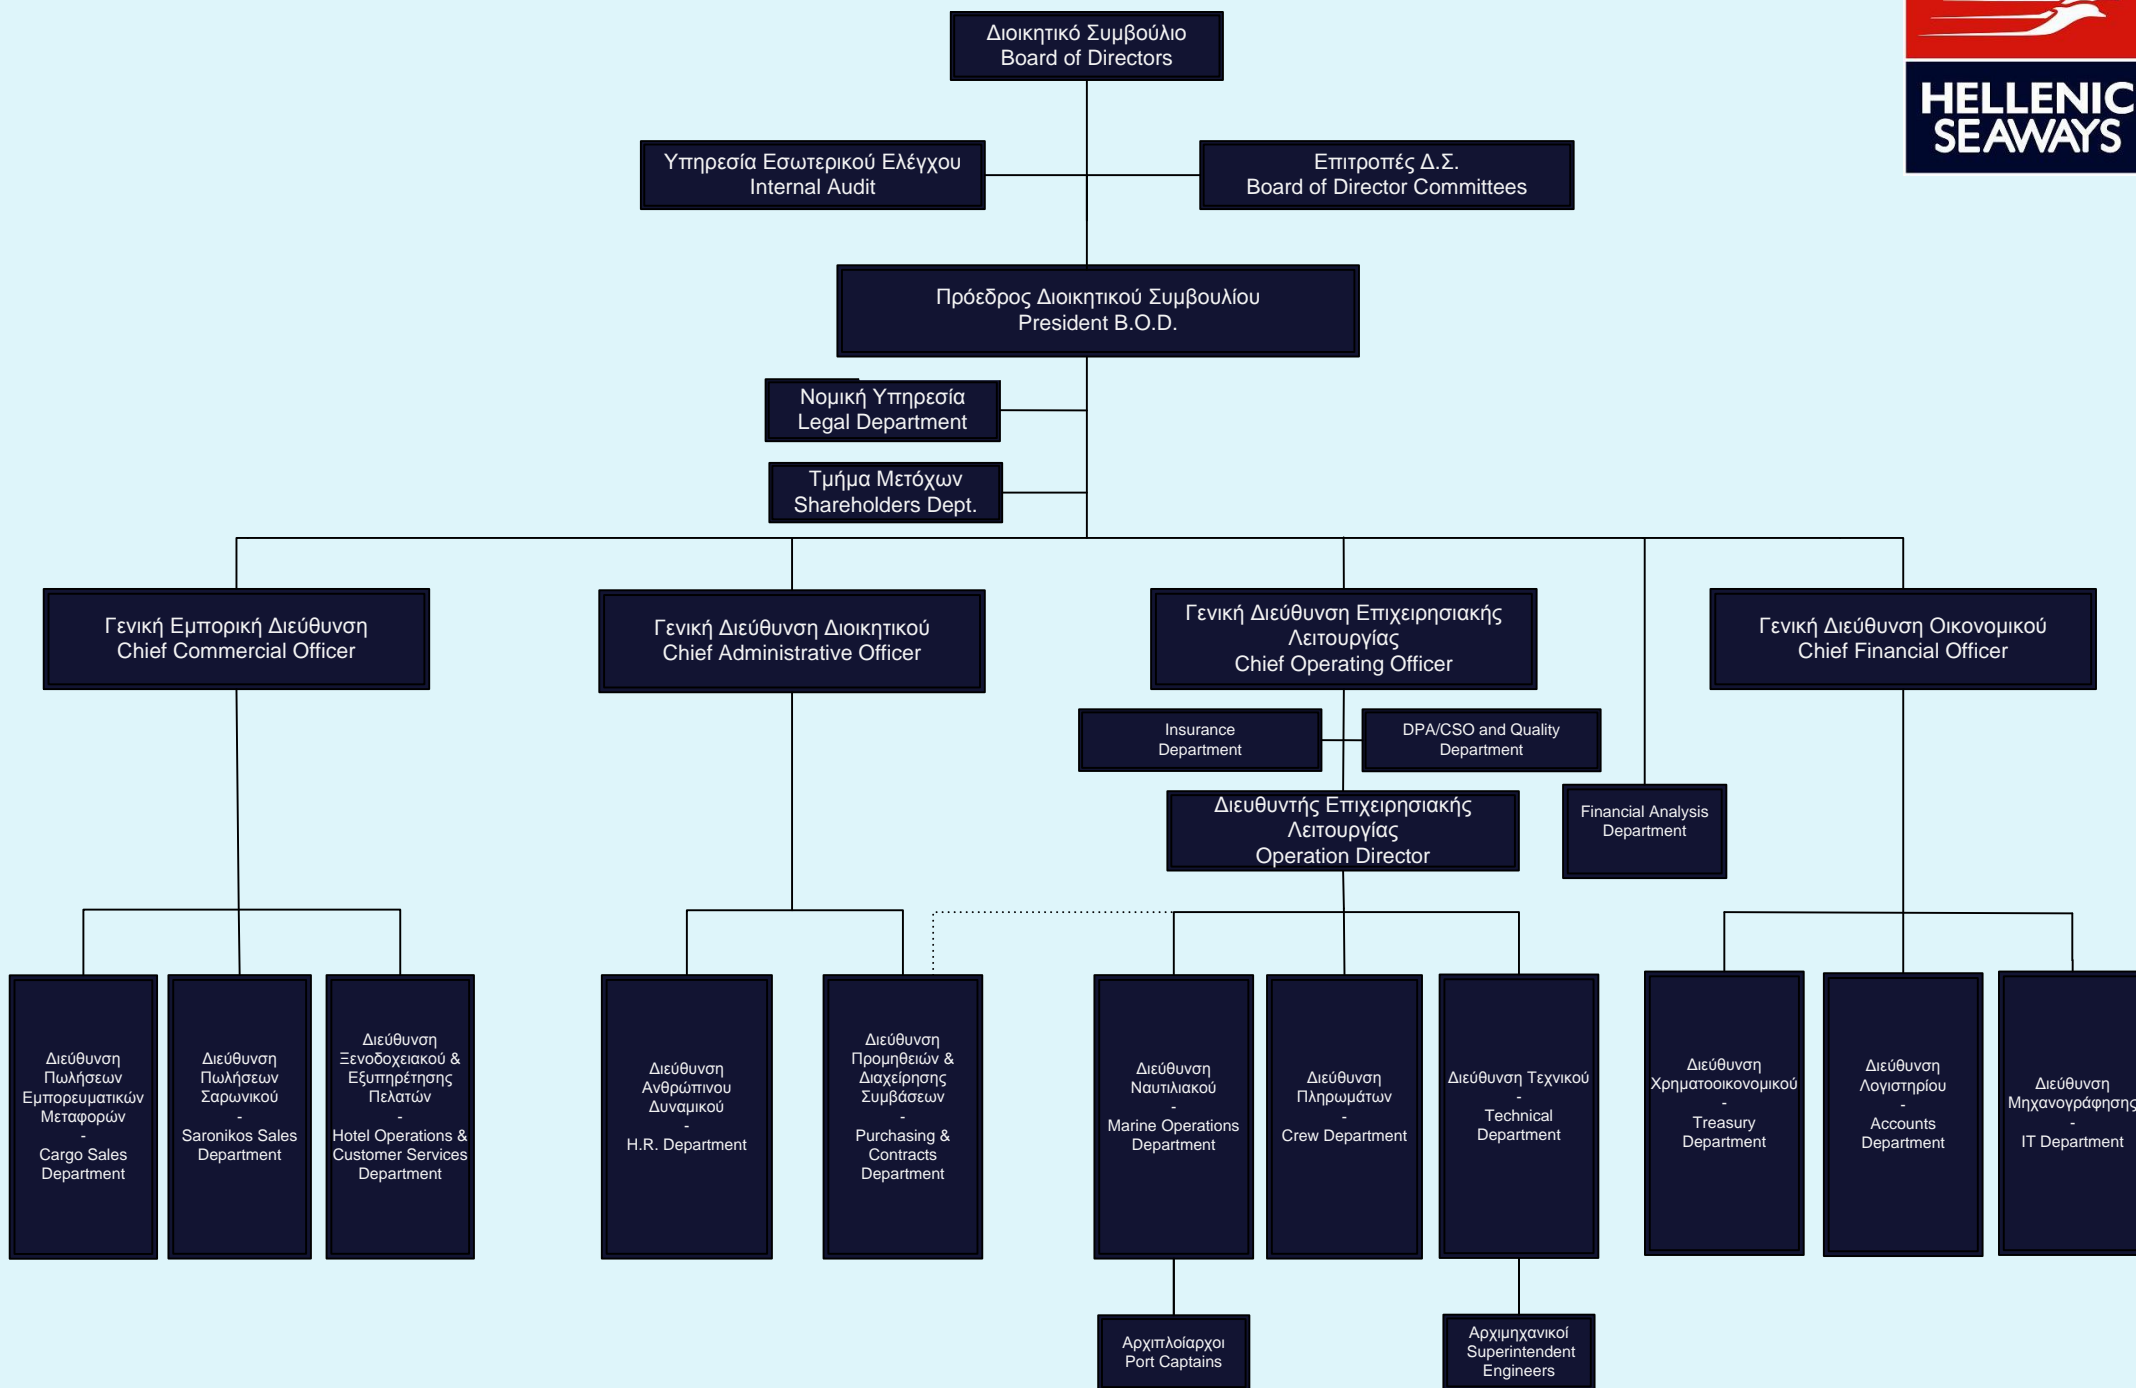 Διοικητικό Συμβούλιο
Board of Directors
HELLENIC
SEAWAYS
Υπηρεσία Εσωτερικού Ελέγχου
Internal Audit
Επιτροπές Δ.Σ.
Board of Director Committees
Πρόεδρος Διοικητικού Συμβουλίου
President B.O.D.
Νομική Υπηρεσία
Legal Department
Τμήμα Μετόχων
Shareholders Dept.
Γενική Εμπορική Διεύθυνση
Chief Commercial Officer
Γενική Διεύθυνση Διοικητικού
Chief Administrative Officer
Γενική Διεύθυνση Επιχειρησιακής
Λειτουργίας
Chief Operating Officer
Γενική Διεύθυνση Οικονομικού
Chief Financial Officer
Insurance
Department
DPA/CSO and Quality
Department
Διευθυντής Επιχειρησιακής
Λειτουργίας
Operation Director
Financial Analysis
Department
Διεύθυνση
Πωλήσεων
Εμπορευματικών
Μεταφορών
-
Cargo Sales
Department
Διεύθυνση
Πωλήσεων
Σαρωνικού
-
Saronikos Sales
Department
Διεύθυνση
Ξενοδοχειακού &
Εξυπηρέτησης
Πελατών
-
Hotel Operations &
Customer Services
Department
Διεύθυνση
Ανθρώπινου
Δυναμικού
-
H.R. Department
Διεύθυνση
Προμηθειών &
Διαχείρησης
Συμβάσεων
-
Purchasing &
Contracts
Department
Διεύθυνση
Ναυτιλιακού
-
Marine Operations
Department
Διεύθυνση
Πληρωμάτων
-
Crew Department
Διεύθυνση Τεχνικού
-
Technical
Department
Διεύθυνση
Χρηματοοικονομικού
-
Treasury
Department
Διεύθυνση
Λογιστηρίου
-
Accounts
Department
Διεύθυνση
Μηχανογράφησης
-
IT Department
Αρχιπλοίαρχοι
Port Captains
Αρχιμηχανικοί
Superintendent
Engineers